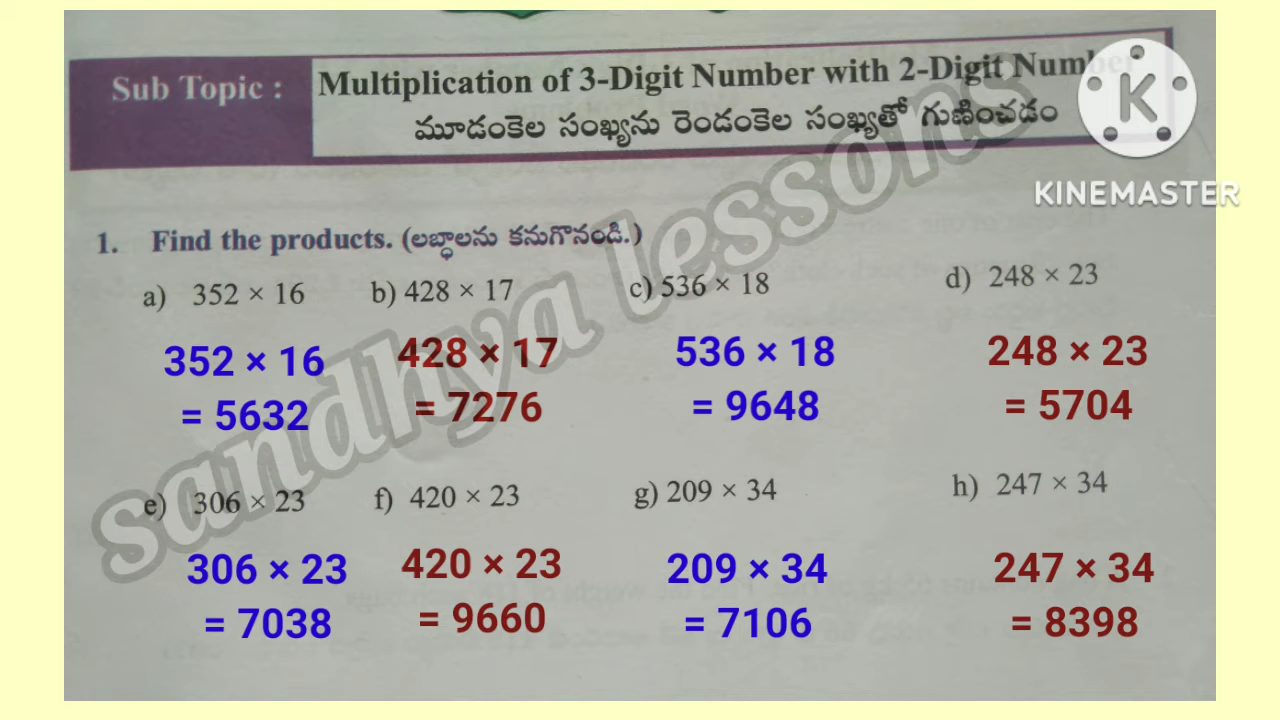 Sub Topic :
Multiplication of 3-Digit Number with 2-Digit Number
మూడంకెల సంఖ్యను రెండంకెల సంఖ్యతో గుణించడం
KINEMASTER
1. Find the products. (లబ్ధాలను కనుగొనండి.)
a) 352 × 16 b) 428 × 17 c) 536 × 18 d) 248 × 23
352 × 16 428 × 17 536 × 18 248 × 23
= 5632 = 7276 = 9648 = 5704
e) 306 × 23 f) 420 × 23 g) 209 × 34 h) 247 × 34
306 × 23 420 × 23 209 × 34 247 × 34
= 7038 = 9660 = 7106 = 8398
sandhya lessons